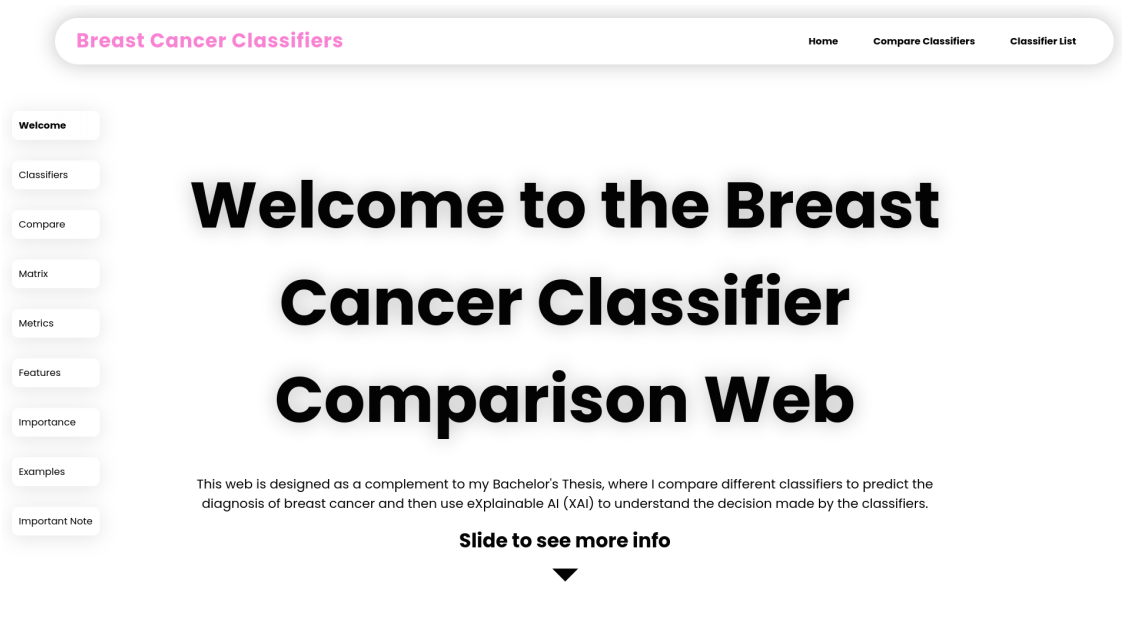 Breast Cancer Classifiers
Home
Compare Classifiers
Classifier List
Welcome
Classifiers
Compare
Matrix
Metrics
Features
Importance
Examples
Important Note
Welcome to the Breast
Cancer Classifier
Comparison Web
This web is designed as a complement to my Bachelor's Thesis, where I compare different classifiers to predict the
diagnosis of breast cancer and then use eXplainable AI (XAI) to understand the decision made by the classifiers.
Slide to see more info